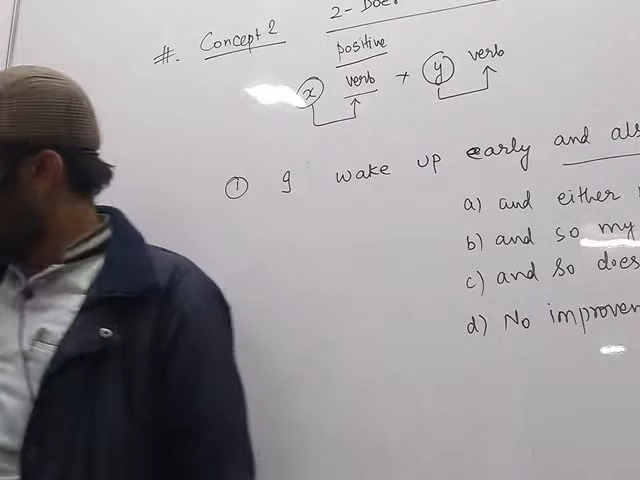 2- Doe
#. Concept 2
positive
x verb + y verb
① I wake up early and als
a) and either
b) and so my
c) and so does
d) No improvem